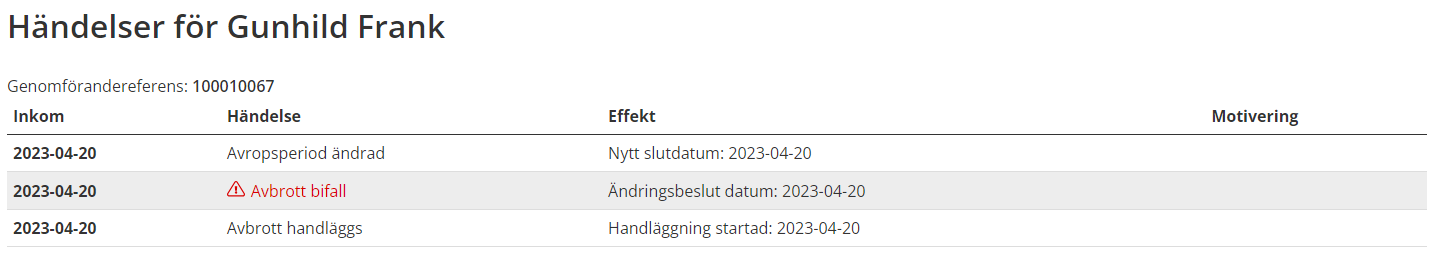 Händelser för Gunhild Frank
Genomförandereferens: 100010067
Inkom Händelse Effekt Motivering
2023-04-20 Avropsperiod ändrad Nytt slutdatum: 2023-04-20
2023-04-20 Avbrott bifall Ändringsbeslut datum: 2023-04-20
2023-04-20 Avbrott handläggs Handläggning startad: 2023-04-20